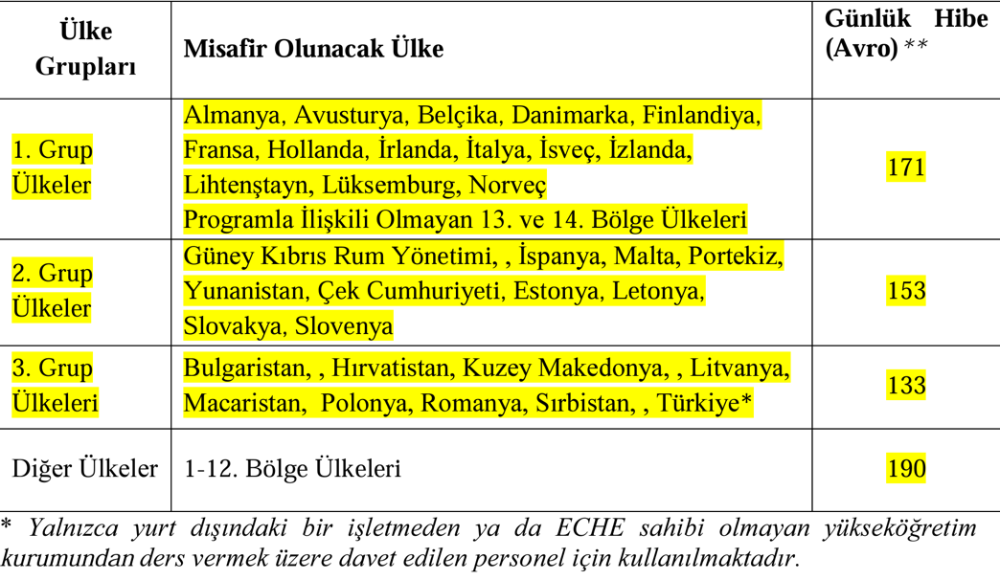 Ülke
Grupları
Misafir Olunacak Ülke
Günlük Hibe
(Avro) **
1. Grup
Ülkeler
Almanya, Avusturya, Belçika, Danimarka, Finlandiya,
Fransa, Hollanda, İrlanda, İtalya, İsveç, İzlanda,
Lihtenştayn, Lüksemburg, Norveç
Programla İlişkili Olmayan 13. ve 14. Bölge Ülkeleri
171
2. Grup
Ülkeler
Güney Kıbrıs Rum Yönetimi, , İspanya, Malta, Portekiz,
Yunanistan, Çek Cumhuriyeti, Estonya, Letonya,
Slovakya, Slovenya
153
3. Grup
Ülkeleri
Bulgaristan, , Hırvatistan, Kuzey Makedonya, , Litvanya,
Macaristan, Polonya, Romanya, Sırbistan, , Türkiye*
133
Diğer Ülkeler
1-12. Bölge Ülkeleri
190
* Yalnızca yurt dışındaki bir işletmeden ya da ECHE sahibi olmayan yükseköğretim
kurumundan ders vermek üzere davet edilen personel için kullanılmaktadır.